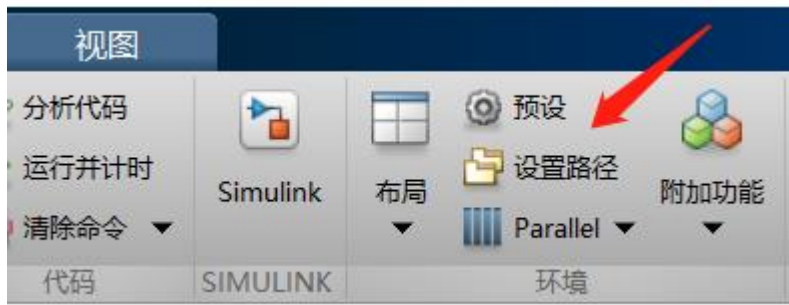 视图
分析代码
运行并计时
清除命令
代码
Simulink
SIMULINK
布局
预设
设置路径
Parallel
附加功能
环境